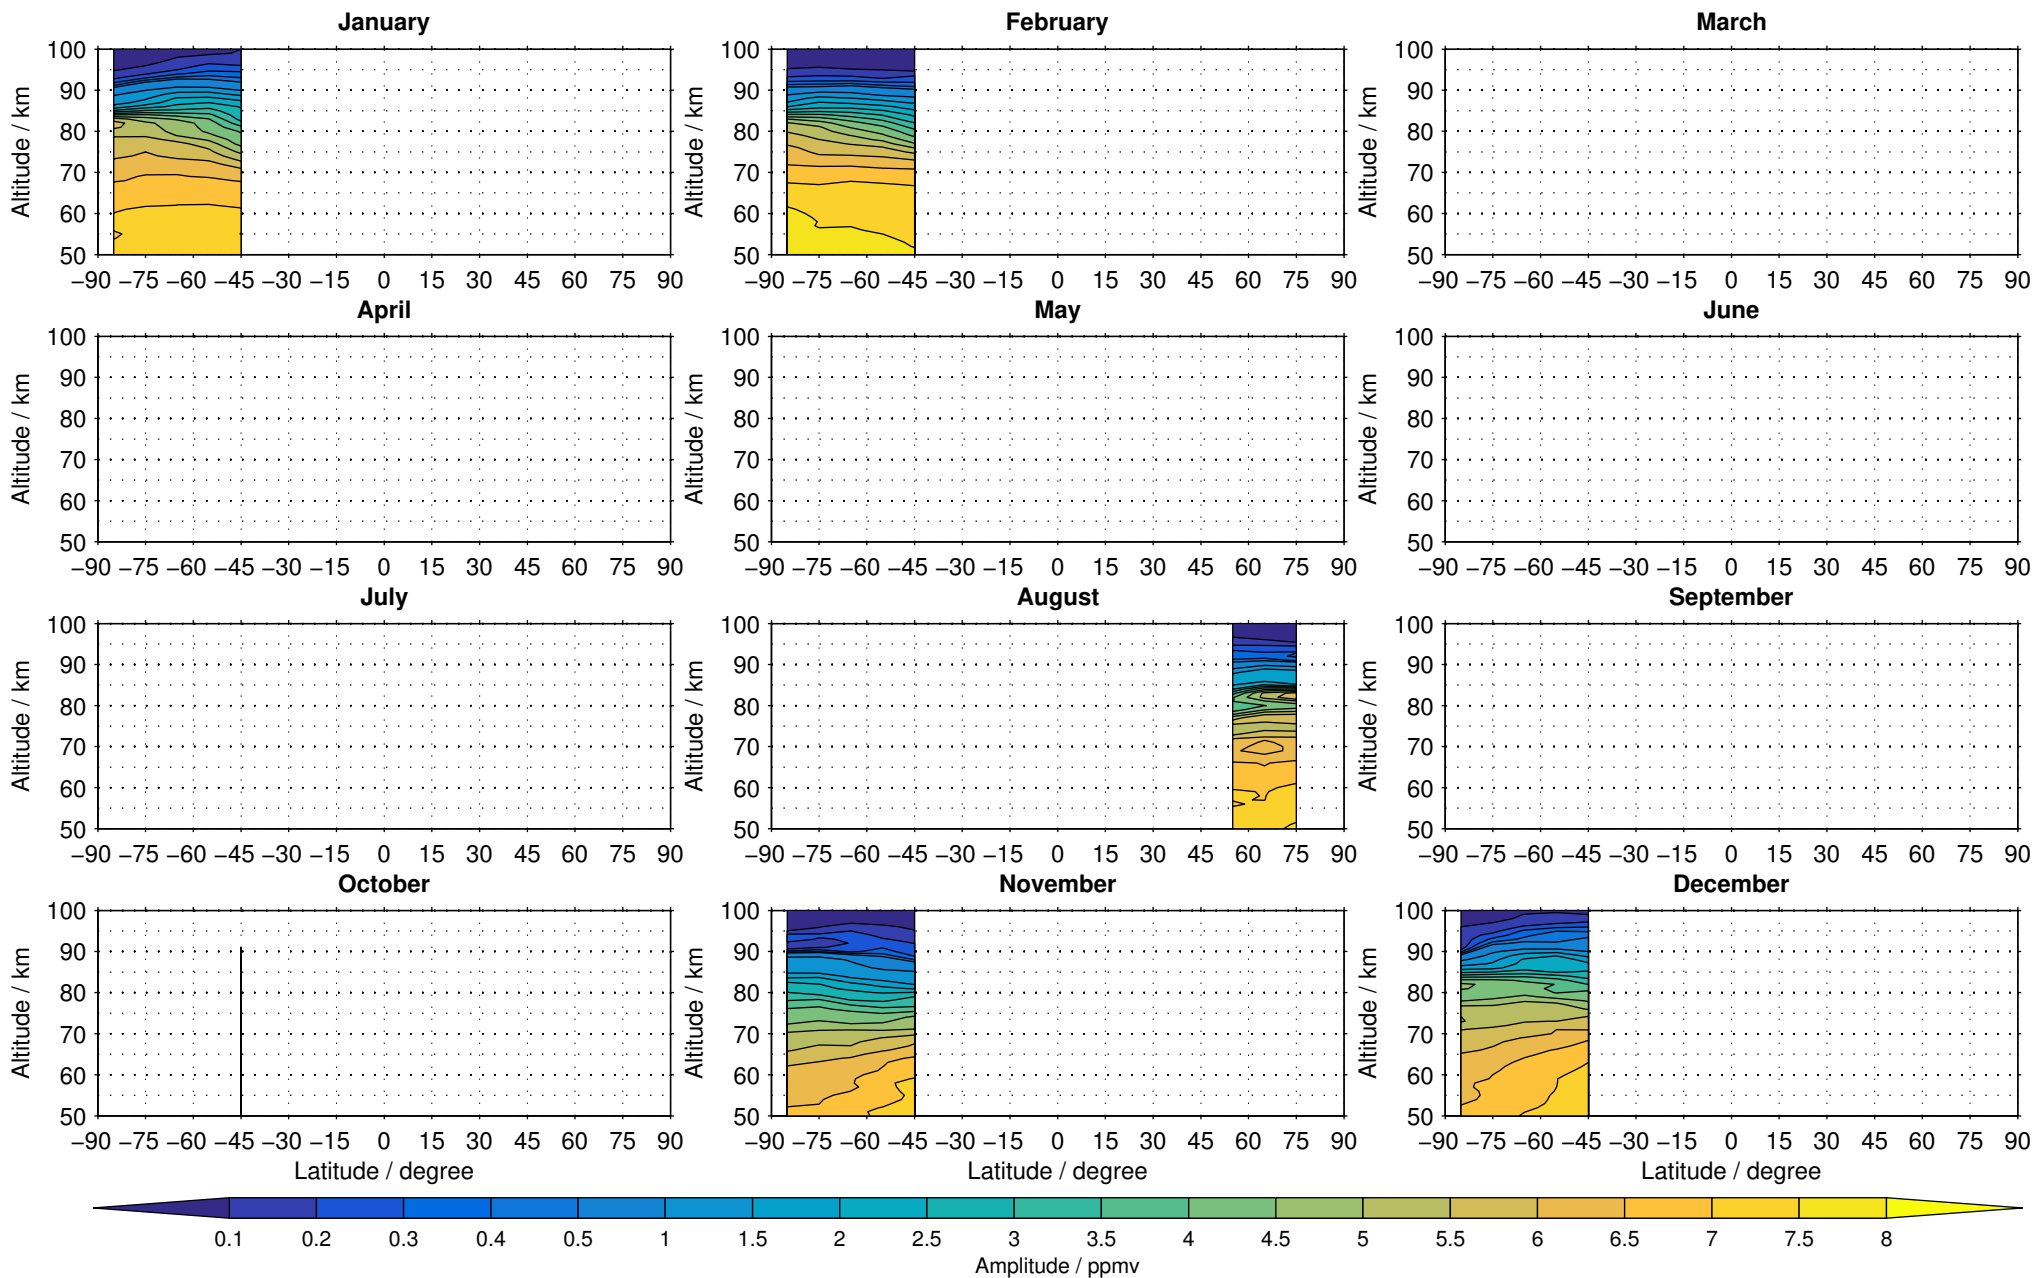 January February March
100 100 100
90 90 90
80 80 80
70 70 70
60 60 60
50 50 50
Altitude / km Altitude / km Altitude / km
−90 −75 −60 −45 −30 −15 0 15 30 45 60 75 90 −90 −75 −60 −45 −30 −15 0 15 30 45 60 75 90 −90 −75 −60 −45 −30 −15 0 15 30 45 60 75 90
April May June
100 100 100
90 90 90
80 80 80
70 70 70
60 60 60
50 50 50
Altitude / km Altitude / km Altitude / km
−90 −75 −60 −45 −30 −15 0 15 30 45 60 75 90 −90 −75 −60 −45 −30 −15 0 15 30 45 60 75 90 −90 −75 −60 −45 −30 −15 0 15 30 45 60 75 90
July August September
100 100 100
90 90 90
80 80 80
70 70 70
60 60 60
50 50 50
Altitude / km Altitude / km Altitude / km
−90 −75 −60 −45 −30 −15 0 15 30 45 60 75 90 −90 −75 −60 −45 −30 −15 0 15 30 45 60 75 90 −90 −75 −60 −45 −30 −15 0 15 30 45 60 75 90
October November December
100 100 100
90 90 90
80 80 80
70 70 70
60 60 60
50 50 50
Altitude / km Altitude / km Altitude / km
−90 −75 −60 −45 −30 −15 0 15 30 45 60 75 90 −90 −75 −60 −45 −30 −15 0 15 30 45 60 75 90 −90 −75 −60 −45 −30 −15 0 15 30 45 60 75 90
Latitude / degree Latitude / degree Latitude / degree
0.1 0.2 0.3 0.4 0.5 1 1.5 2 2.5 3 3.5 4 4.5 5 5.5 6 6.5 7 7.5 8
Amplitude / ppmv